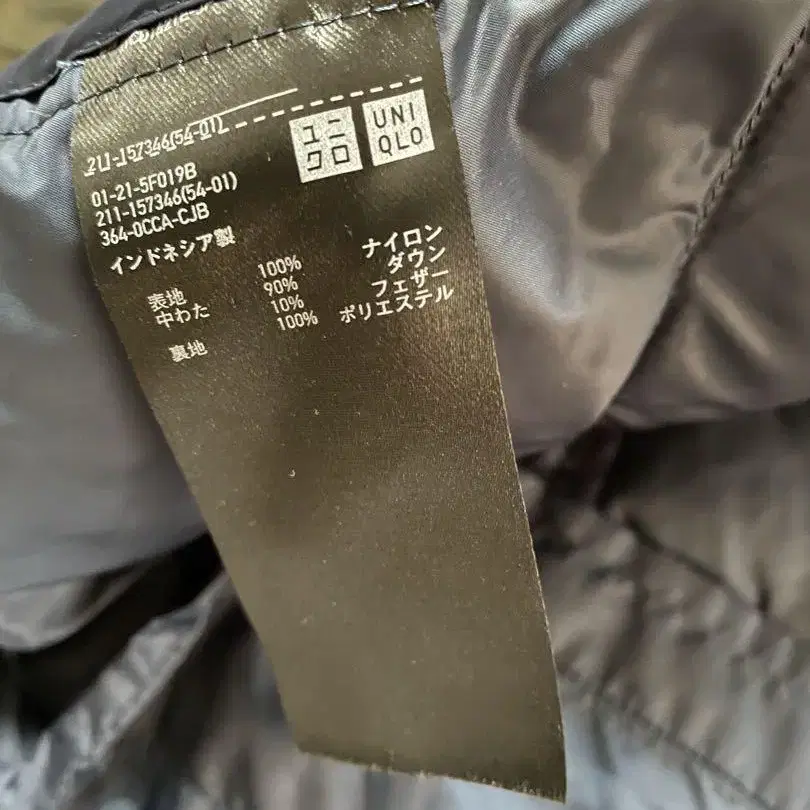 211-157346(54-01)
ユニクロ UNIQLO
01-21-5F019B
211-157346(54-01)
364-0CCA-CJB
インドネシア製
表地 100% ナイロン
中わた 90% ダウン
10% フェザー
裏地 100% ポリエステル